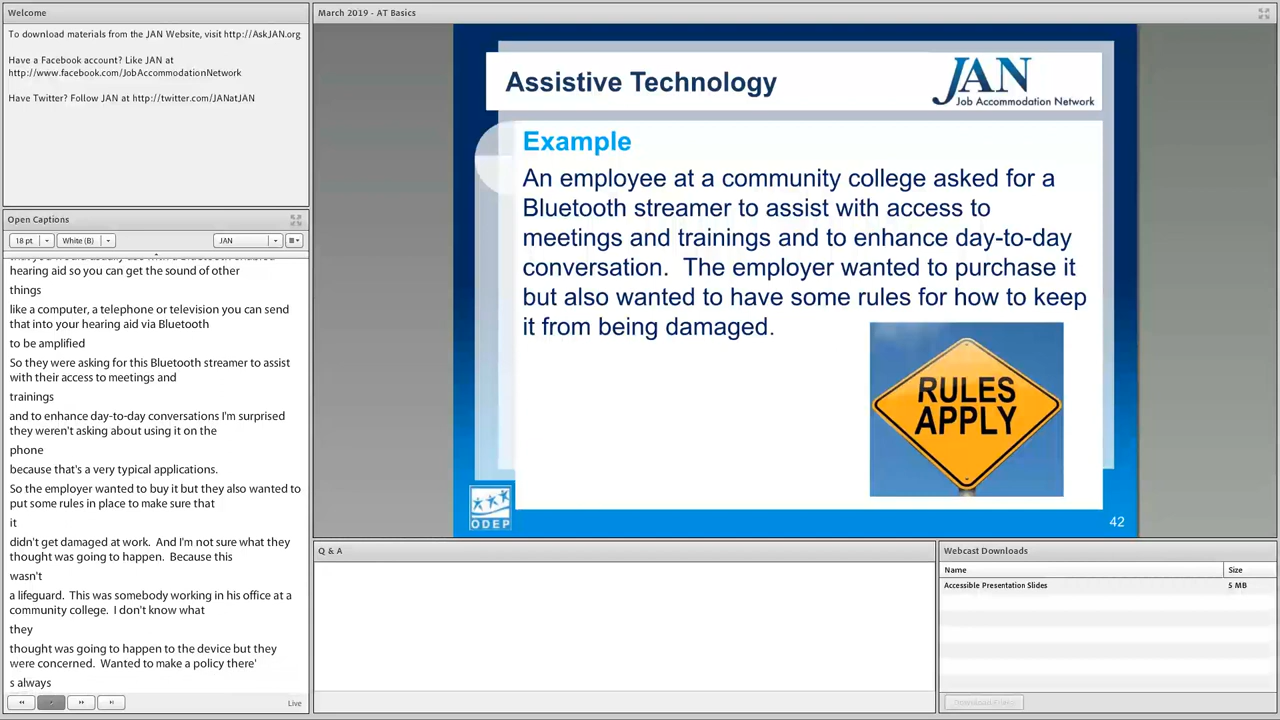 Welcome
To download materials from the JAN Website, visit http://AskJAN.org
Have a Facebook account? Like JAN at
http://www.facebook.com/JobAccommodationNetwork
Have Twitter? Follow JAN at http://twitter.com/JANatJAN
Open Captions
18 pt
White (B)
JAN
hearing aid so you can get the sound of other
things
like a computer, a telephone or television you can send
that into your hearing aid via Bluetooth
to be amplified
So they were asking for this Bluetooth streamer to assist
with their access to meetings and
trainings
and to enhance day-to-day conversations I'm surprised
they weren't asking about using it on the
phone
because that's a very typical applications.
So the employer wanted to buy it but they also wanted to
put some rules in place to make sure that
it
didn't get damaged at work.  And I'm not sure what they
thought was going to happen.  Because this
wasn't
a lifeguard.  This was somebody working in his office at a
community college.  I don't know what
they
thought was going to happen to the device but they
were concerned.  Wanted to make a policy there'
s always
Live
March 2019 - AT Basics
Assistive Technology
JAN
Job Accommodation Network
Example
An employee at a community college asked for a
Bluetooth streamer to assist with access to
meetings and trainings and to enhance day-to-day
conversation.  The employer wanted to purchase it
but also wanted to have some rules for how to keep
it from being damaged.
RULES
APPLY
ODEP
42
Q & A
Webcast Downloads
Name
Size
Accessible Presentation Slides
5 MB